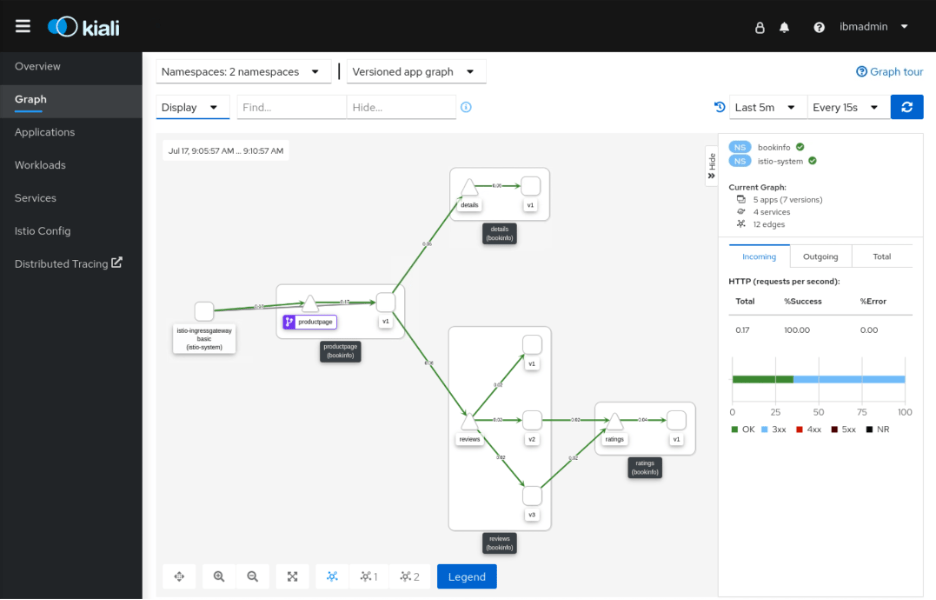 kiali
ibmadmin
Overview
Graph
Applications
Workloads
Services
Istio Config
Distributed Tracing
Namespaces: 2 namespaces
Versioned app graph
Graph tour
Display
Find...
Hide...
Last 5m
Every 15s
Jul 17, 9:05:57 AM ... 9:10:57 AM
Hide
details
v1
details
(bookinfo)
istio-ingressgateway
basic
(istio-system)
productpage
v1
productpage
(bookinfo)
v1
reviews
v2
v3
reviews
(bookinfo)
ratings
v1
ratings
(bookinfo)
1
2
Legend
NS bookinfo
NS istio-system
Current Graph:
5 apps (7 versions)
4 services
12 edges
Incoming Outgoing Total
HTTP (requests per second):
Total %Success %Error
0.17 100.00 0.00
0 25 50 75 100
OK 3xx 4xx 5xx NR